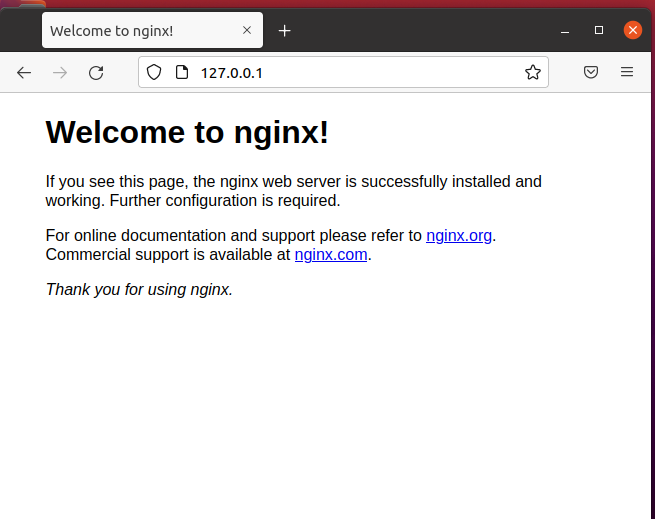 Welcome to nginx!
127.0.0.1
Welcome to nginx!
If you see this page, the nginx web server is successfully installed and
working. Further configuration is required.
For online documentation and support please refer to nginx.org.
Commercial support is available at nginx.com.
Thank you for using nginx.